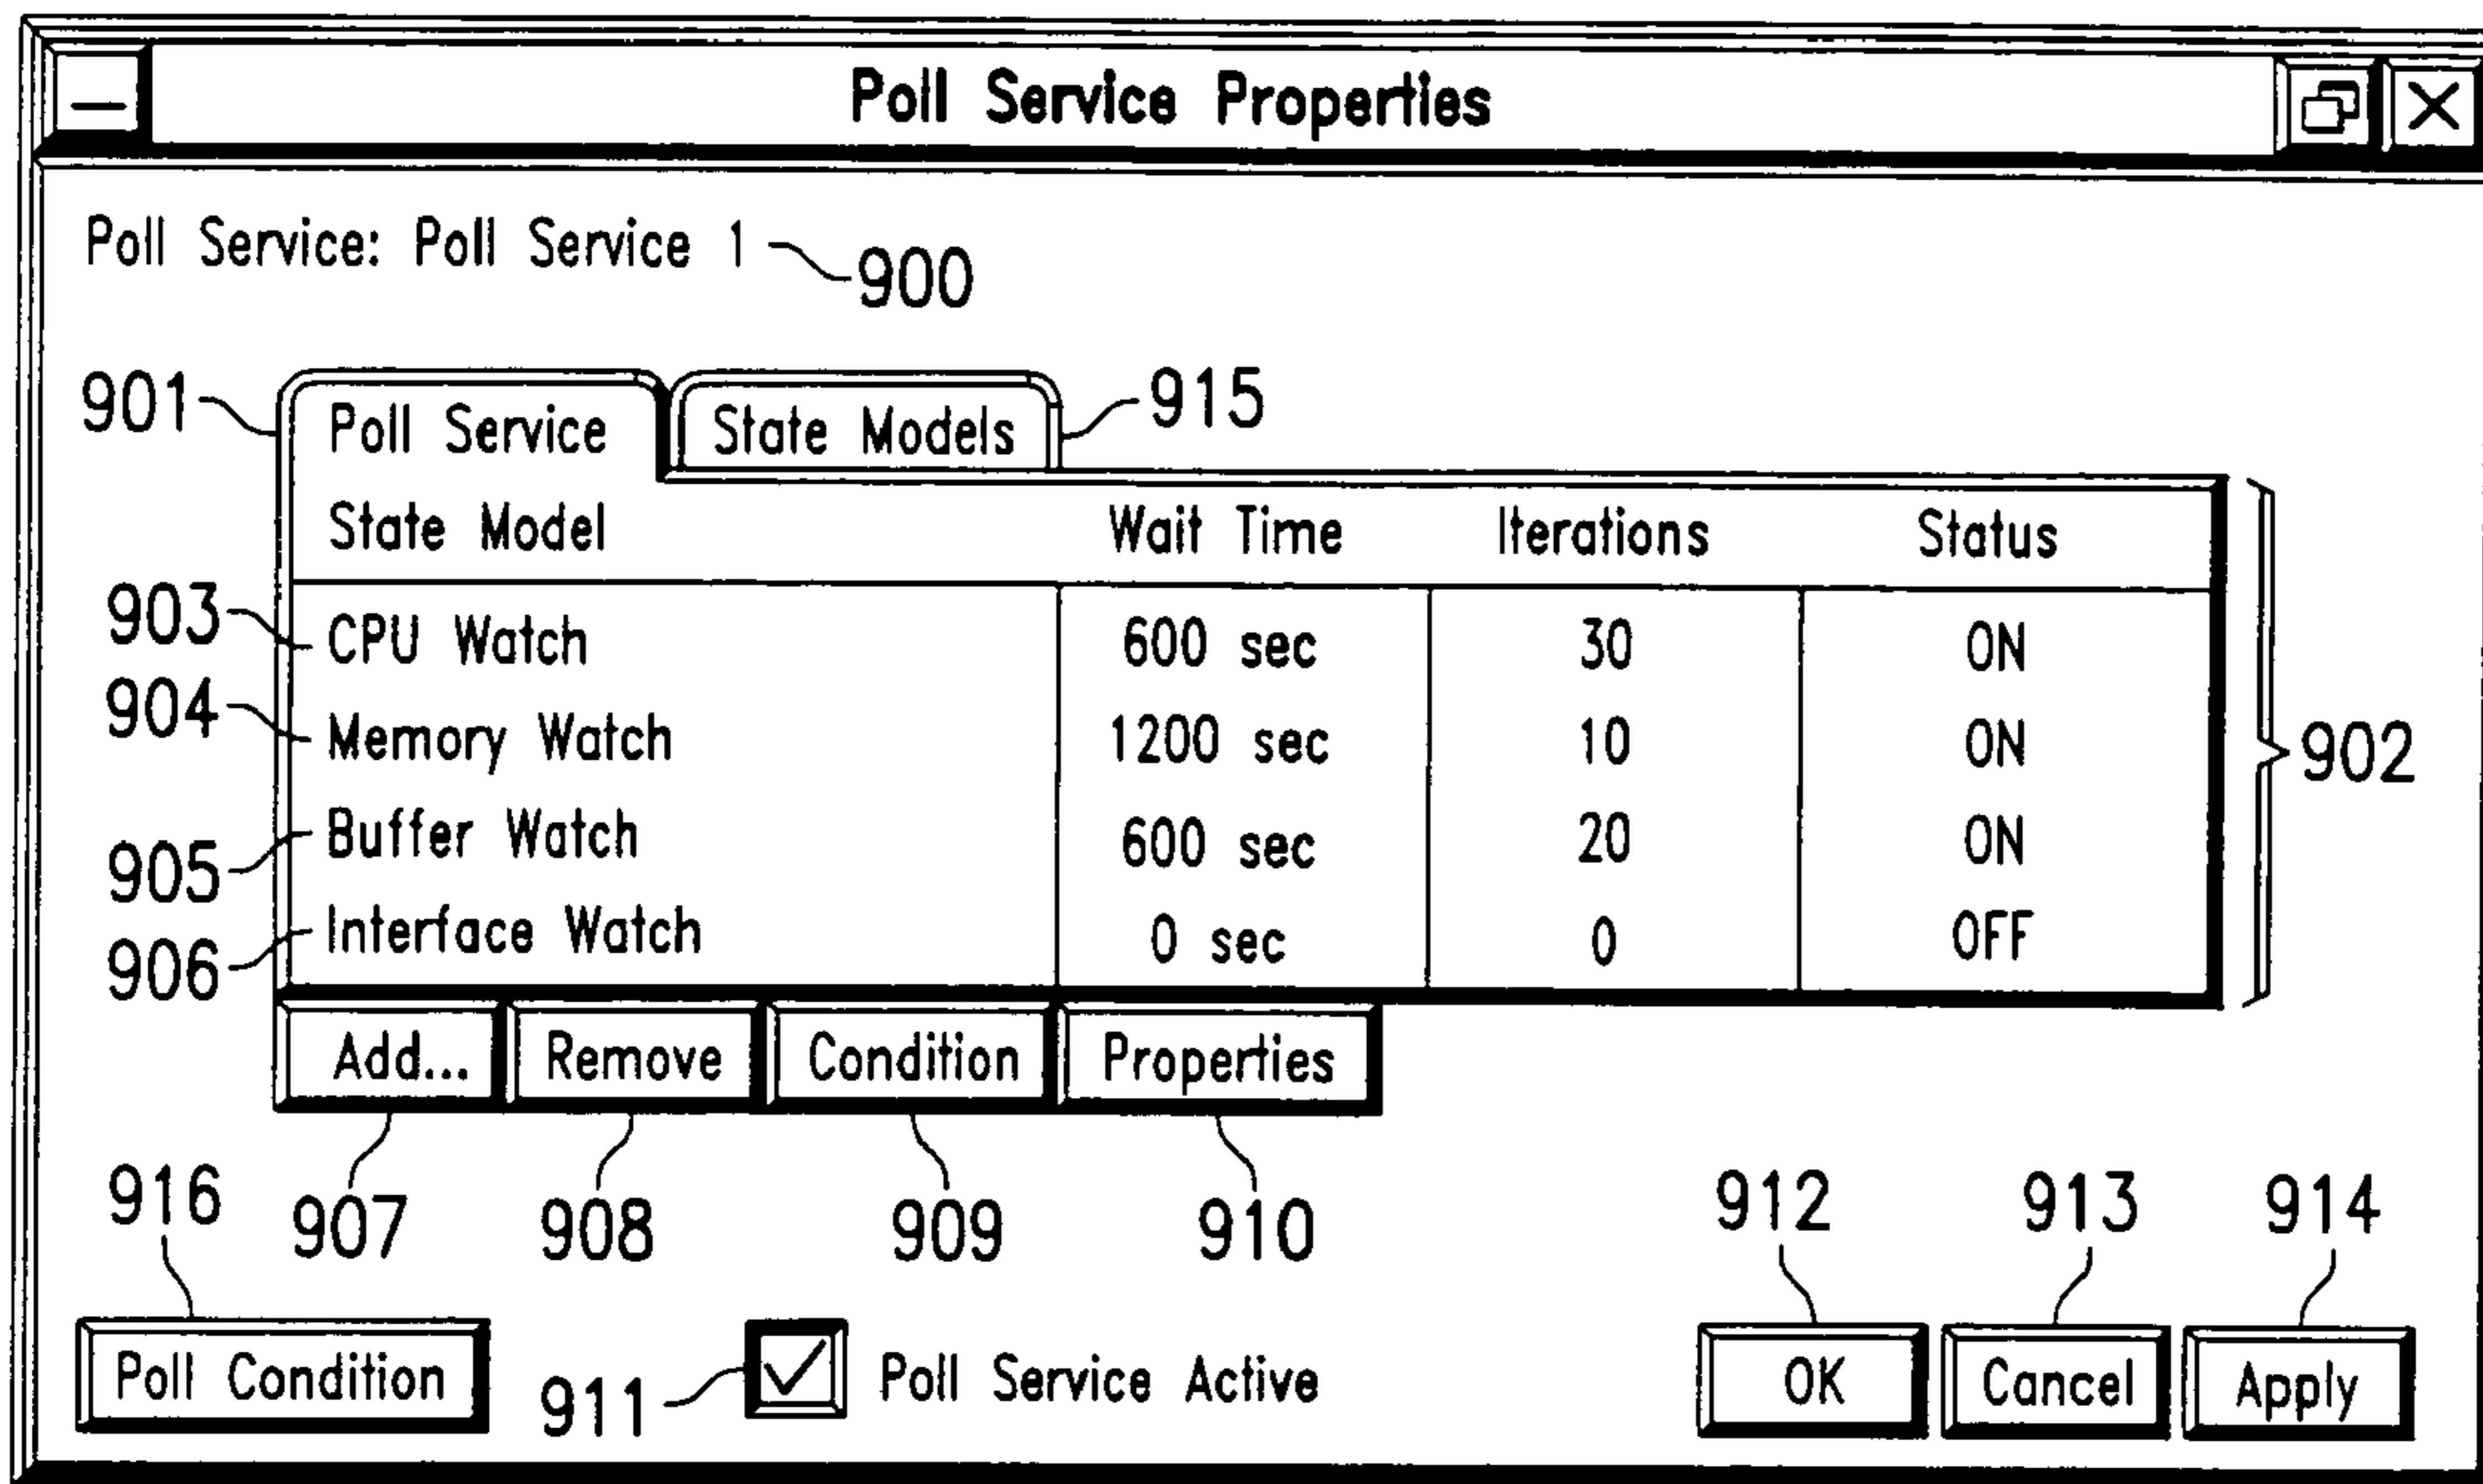 Poll Service Properties
Poll Service: Poll Service 1
900
901
Poll Service State Models
915
State Model Wait Time Iterations Status
903
CPU Watch 600 sec 30 ON
904
Memory Watch 1200 sec 10 ON
902
905
Buffer Watch 600 sec 20 ON
906
Interface Watch 0 sec 0 OFF
Add... Remove Condition Properties
916 907 908 909 910 912 913 914
Poll Condition
911
Poll Service Active
OK Cancel Apply